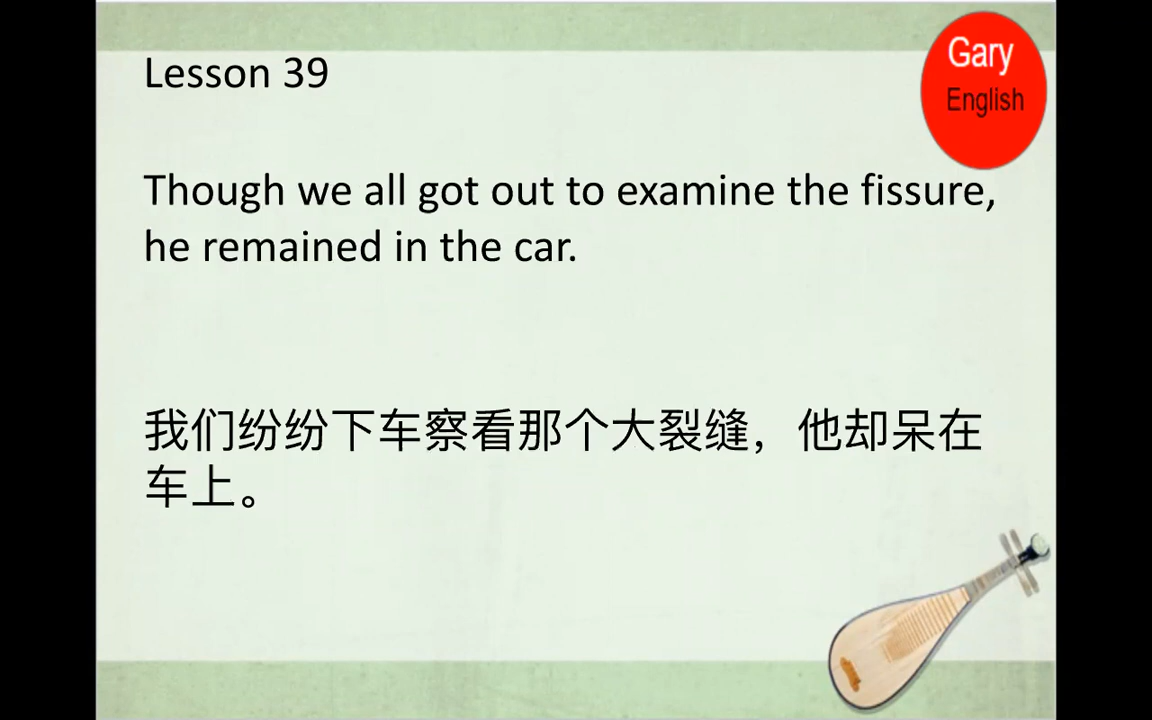 Lesson 39
Gary
English
Though we all got out to examine the fissure,
he remained in the car.
我们纷纷下车察看那个大裂缝，他却呆在
车上。